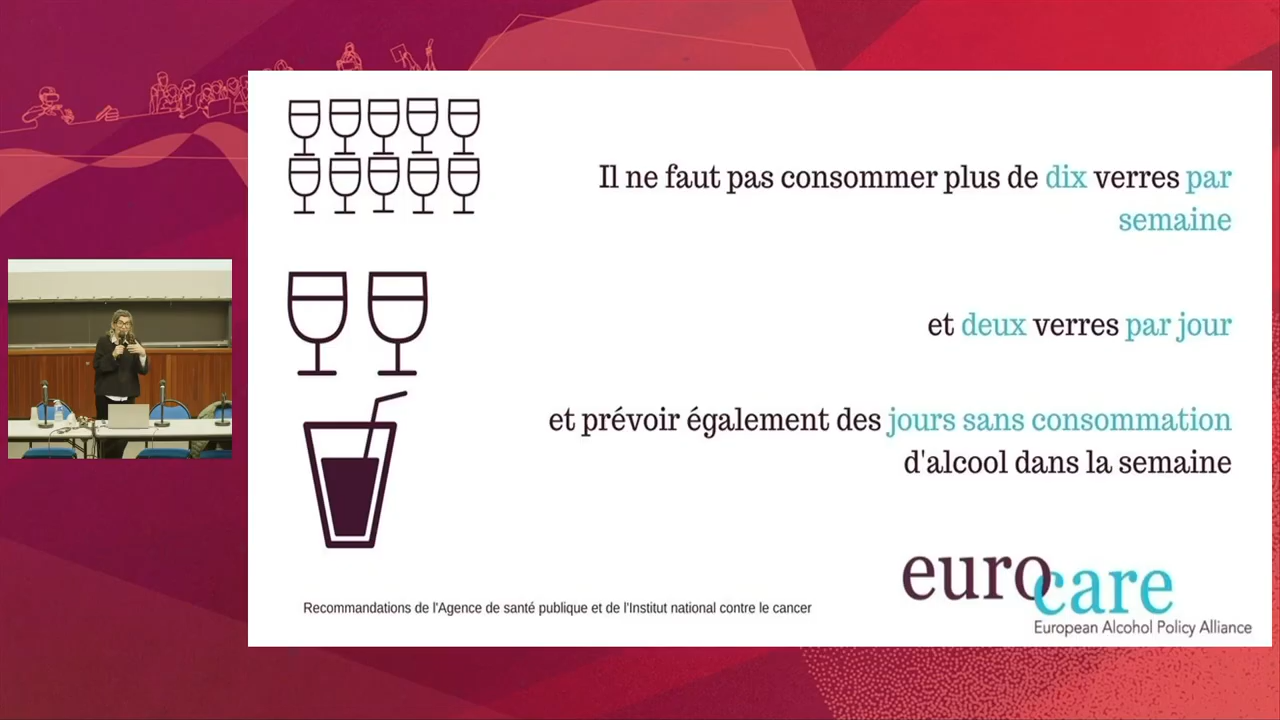 Il ne faut pas consommer plus de dix verres par
semaine
et deux verres par jour
et prévoir également des jours sans consommation
d'alcool dans la semaine
Recommandations de l'Agence de santé publique et de l'Institut national contre le cancer
eurocare
European Alcohol Policy Alliance